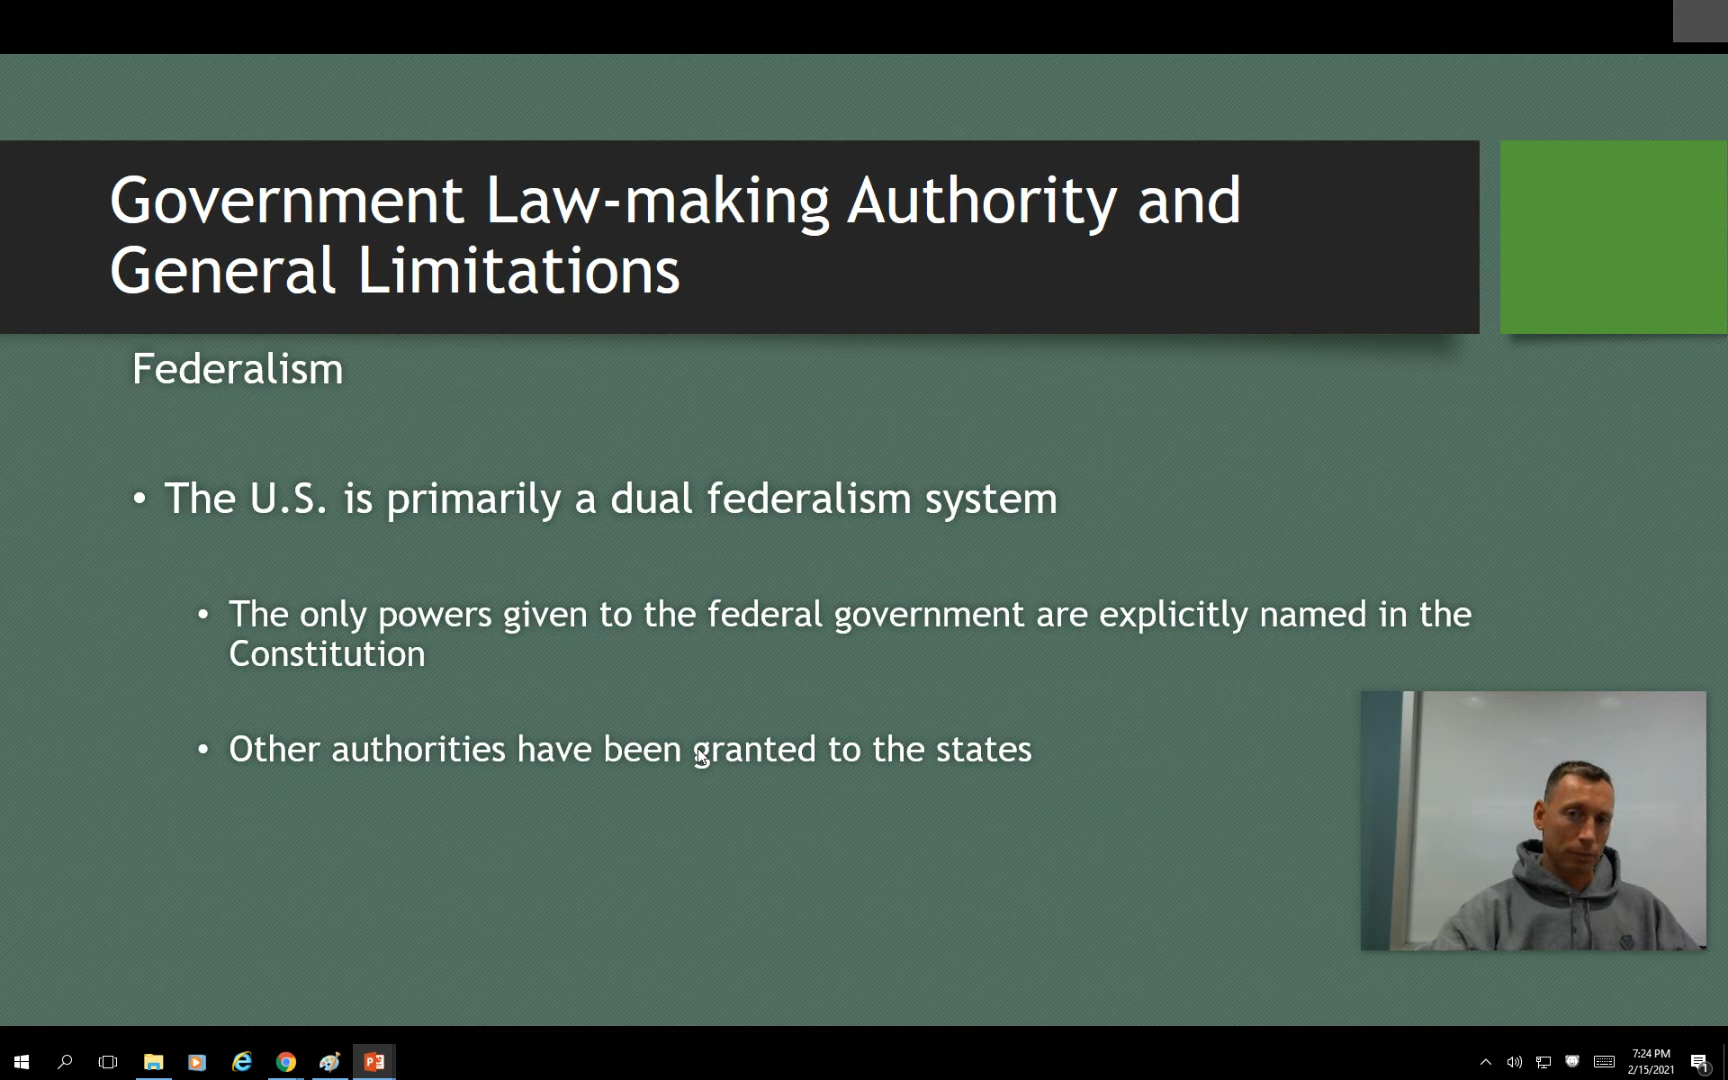 Government Law-making Authority and
General Limitations
Federalism
• The U.S. is primarily a dual federalism system
• The only powers given to the federal government are explicitly named in the
Constitution
• Other authorities have been granted to the states
7:24 PM
2/15/2021
1